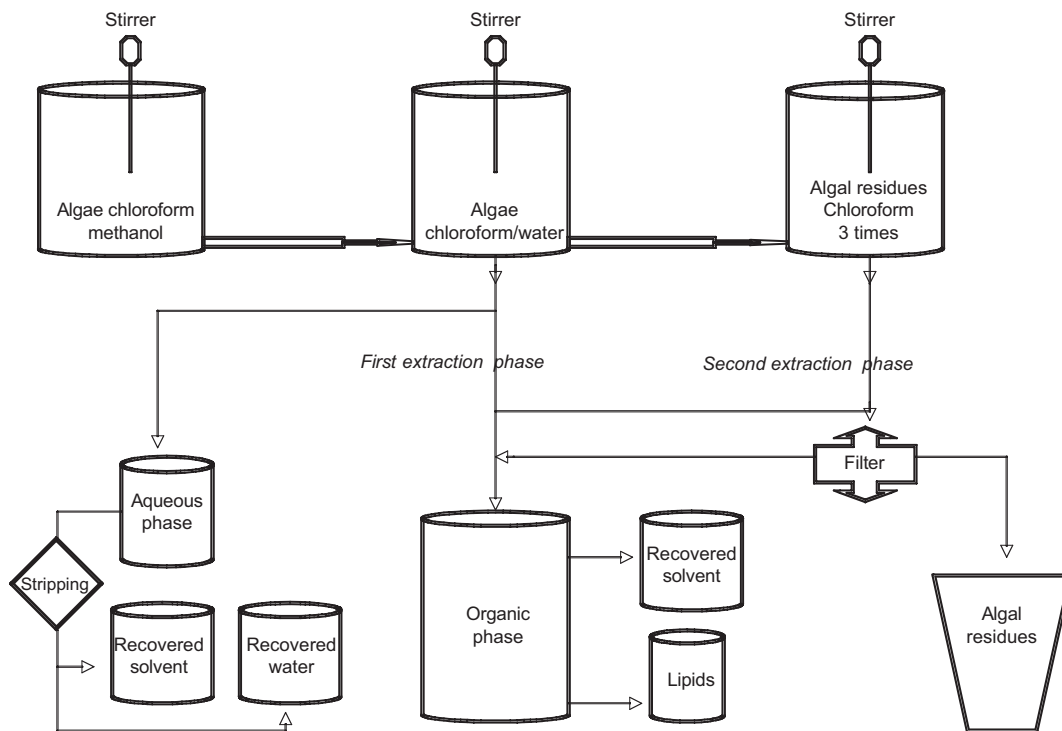 Stirrer
Stirrer
Stirrer
Algae chloroform
methanol
Algae
chloroform/water
Algal residues
Chloroform
3 times
First extraction phase
Second extraction phase
Filter
Aqueous
phase
Stripping
Recovered
solvent
Recovered
water
Organic
phase
Recovered
solvent
Lipids
Algal
residues